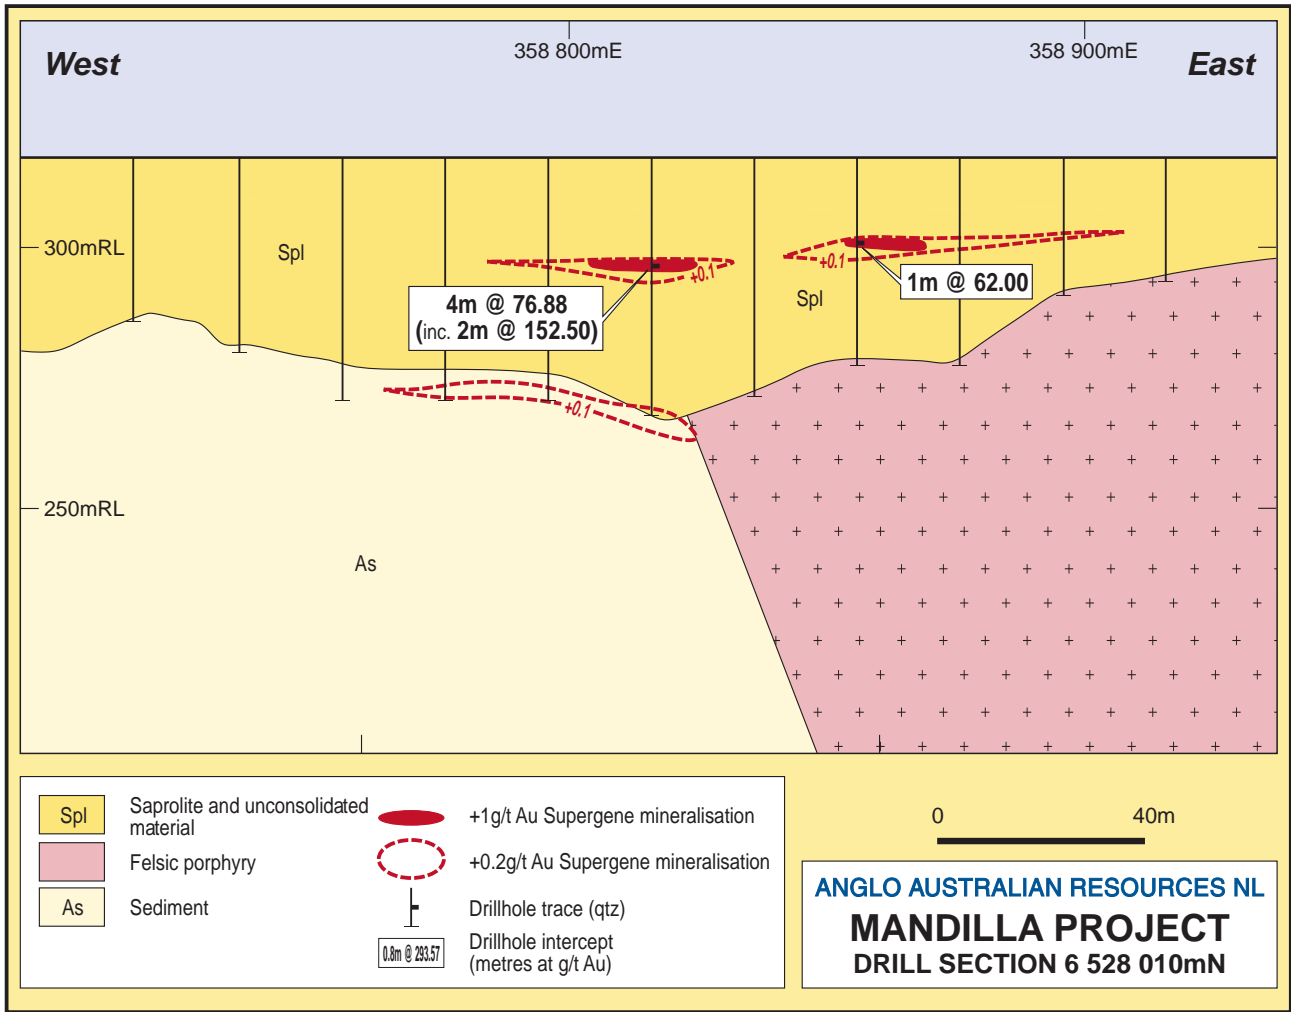 358 800mE
358 900mE
West
East
300mRL
Spl
+0.1
+0.1
1m @ 62.00
Spl
4m @ 76.88
(inc. 2m @ 152.50)
+0.1
250mRL
As
Spl
Saprolite and unconsolidated
material
Felsic porphyry
As
Sediment
+1g/t Au Supergene mineralisation
+0.2g/t Au Supergene mineralisation
Drillhole trace (qtz)
0.8m @ 293.57
Drillhole intercept
(metres at g/t Au)
0
40m
ANGLO AUSTRALIAN RESOURCES NL
MANDILLA PROJECT
DRILL SECTION 6 528 010mN